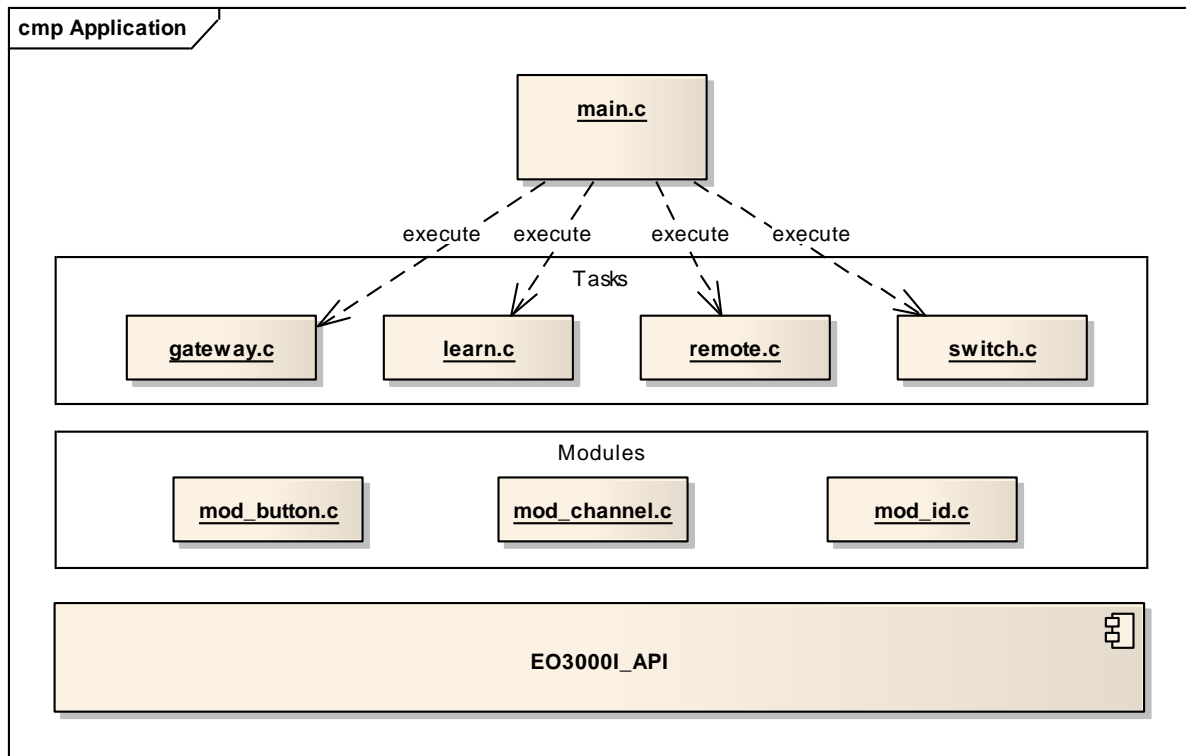 cmp Application
main.c
execute execute execute execute
Tasks
gateway.c learn.c remote.c switch.c
Modules
mod_button.c mod_channel.c mod_id.c
EO3000I_API